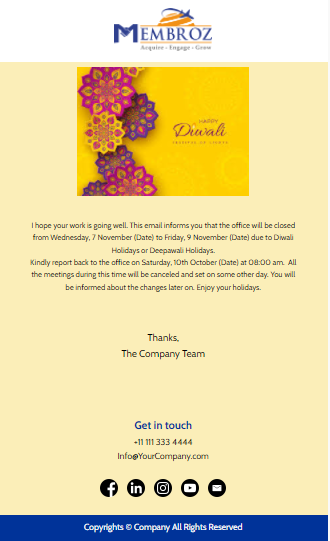 MEMBROZ
Acquire - Engage - Grow
HAPPY
Diwali
FESTIVAL OF LIGHTS
I hope your work is going well. This email informs you that the office will be closed
from Wednesday, 7 November (Date) to Friday, 9 November (Date) due to Diwali
Holidays or Deepawali Holidays.
Kindly report back to the office on Saturday, 10th October (Date) at 08:00 am.  All
the meetings during this time will be canceled and set on some other day. You will
be informed about the changes later on. Enjoy your holidays.
Thanks,
The Company Team
Get in touch
+11 111 333 4444
Info@YourCompany.com
Copyrights © Company All Rights Reserved